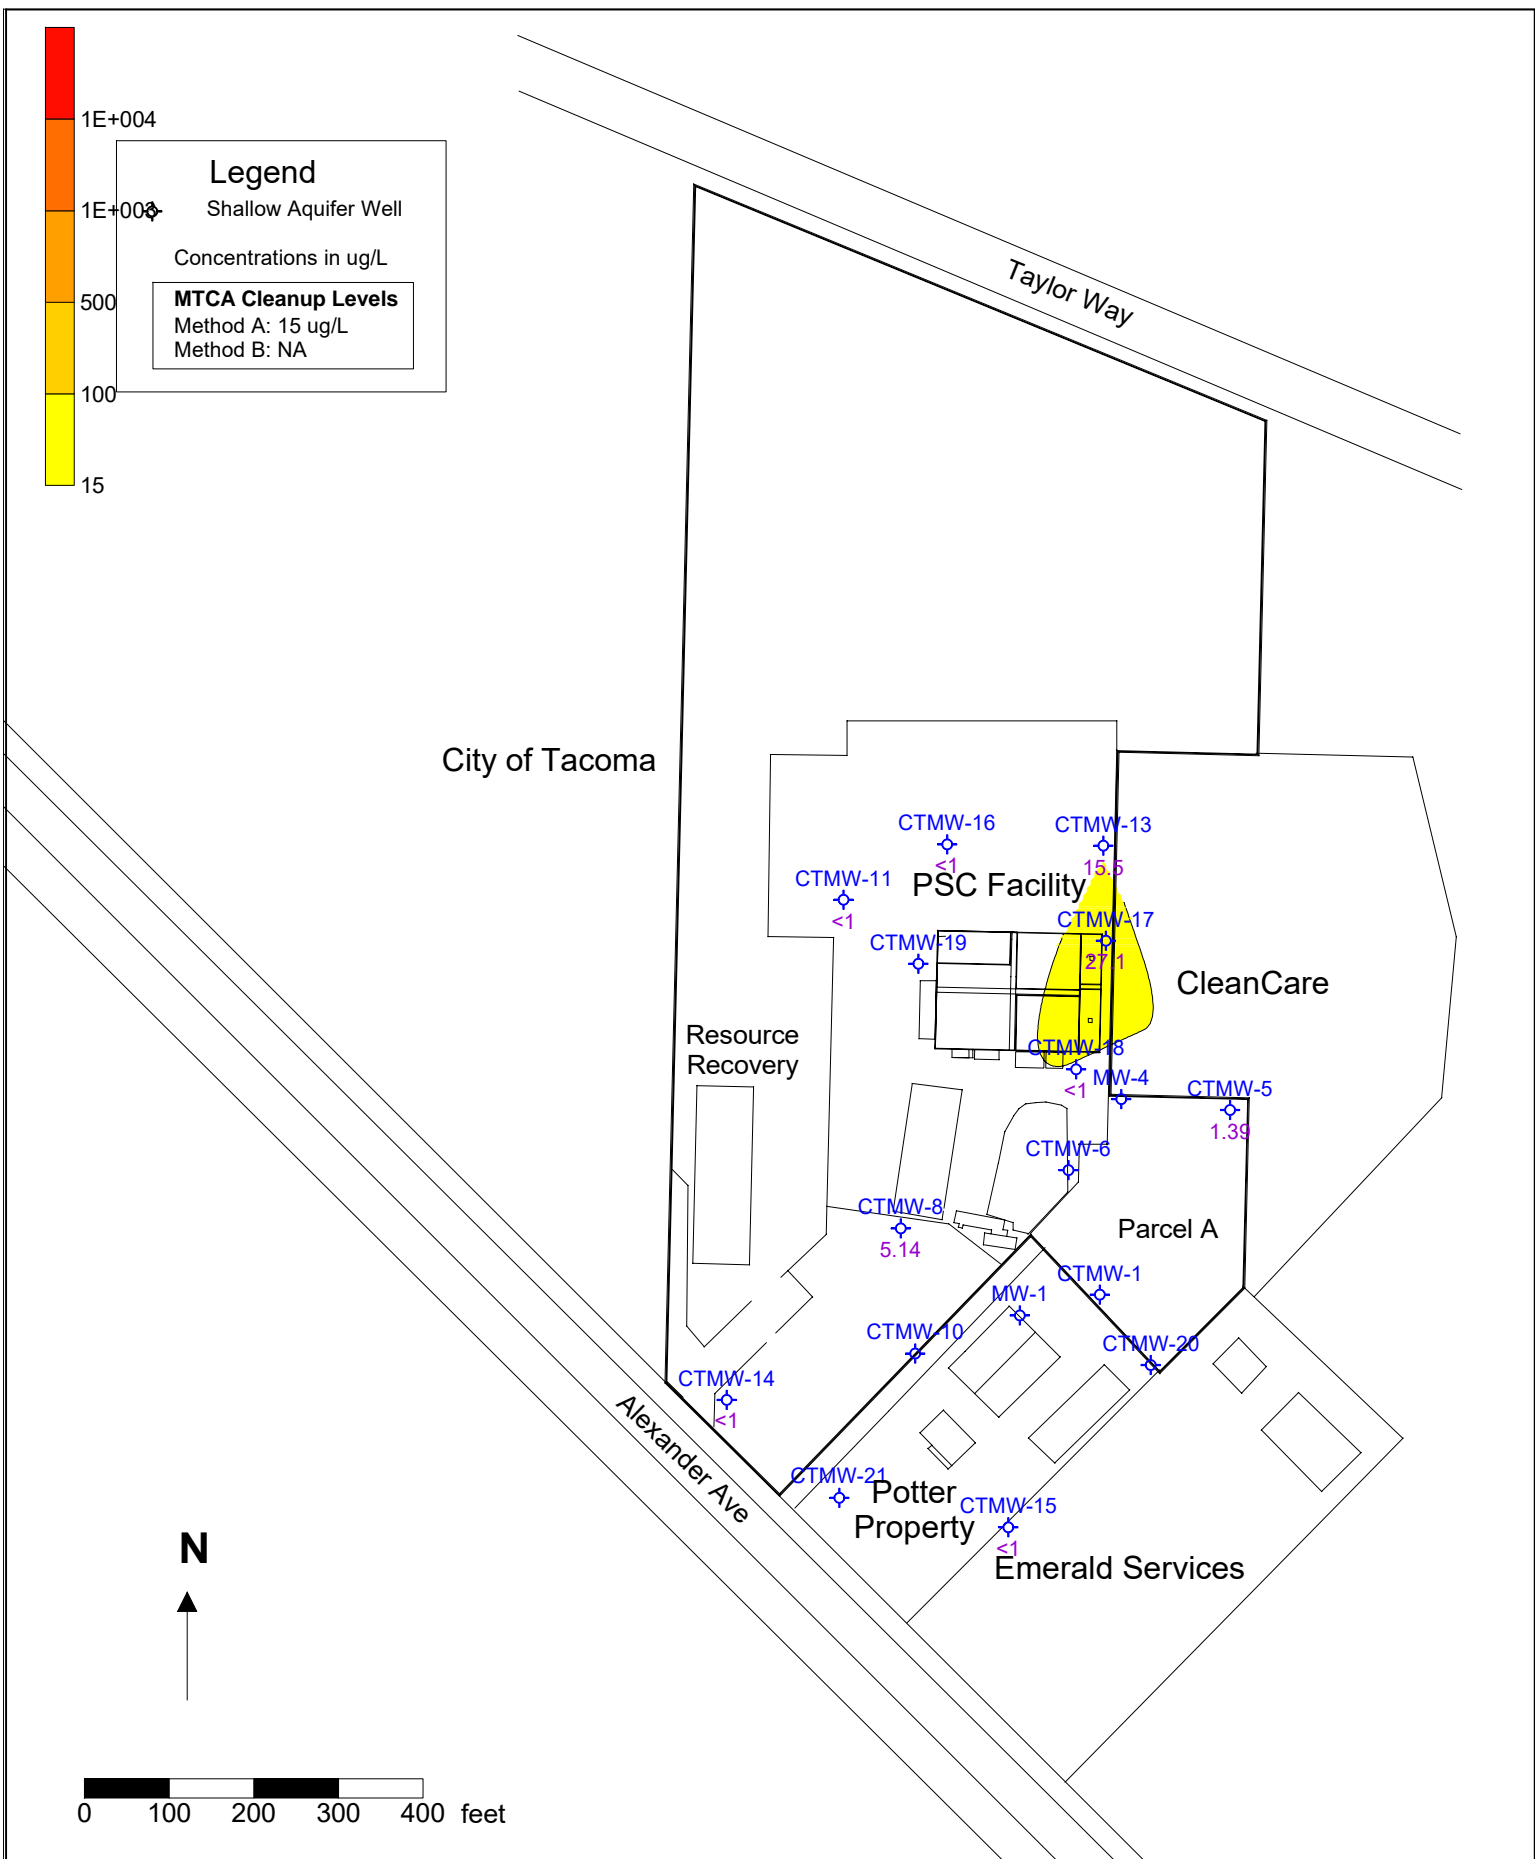 1E+004
1E+003
500
100
15
Legend
Shallow Aquifer Well
Concentrations in ug/L
MTCA Cleanup Levels
Method A: 15 ug/L
Method B: NA
Taylor Way
City of Tacoma
CTMW-16
<1
CTMW-13
15.5
CTMW-11
<1
PSC Facility
CTMW-17
27.1
CTMW-19
CleanCare
Resource
Recovery
CTMW-18
<1
MW-4
CTMW-5
1.39
CTMW-6
CTMW-8
5.14
Parcel A
CTMW-1
MW-1
CTMW-10
CTMW-20
CTMW-14
<1
Alexander Ave
CTMW-21
Potter
Property
CTMW-15
<1
Emerald Services
N
0 100 200 300 400 feet